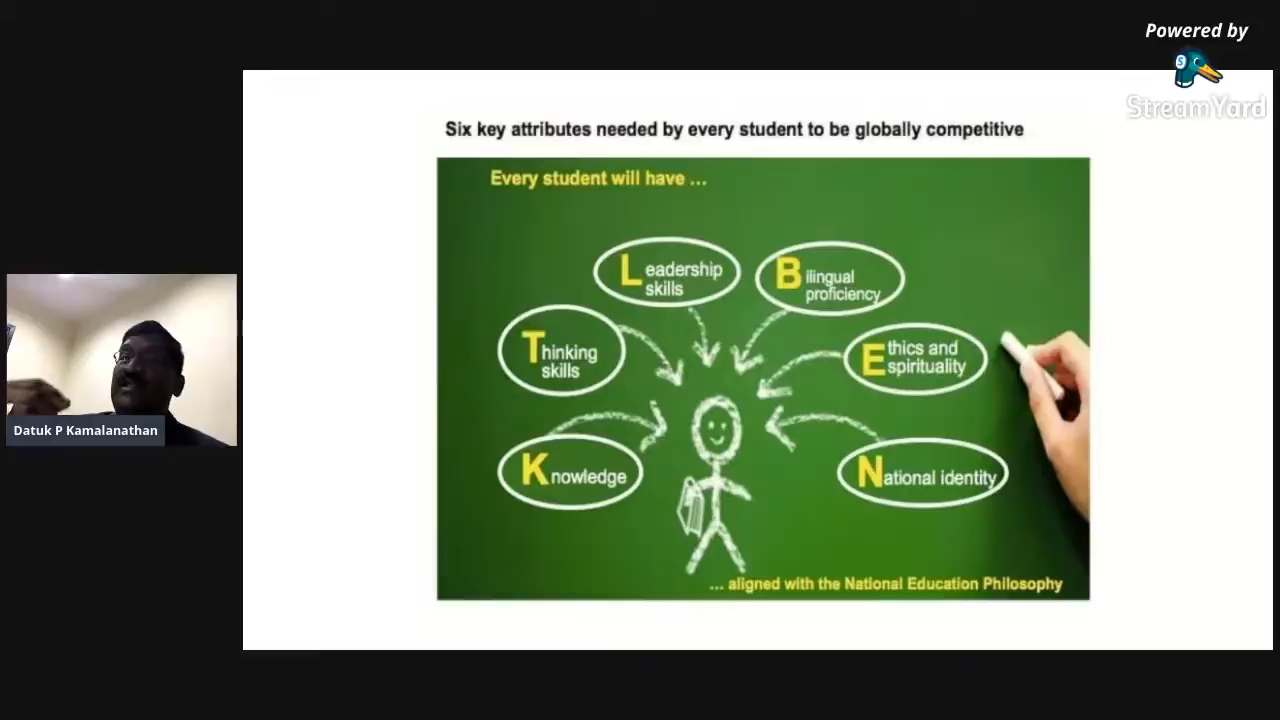 Powered by
StreamYard
Six key attributes needed by every student to be globally competitive
Every student will have ...
Leadership
skills
Bilingual
proficiency
Thinking
skills
Ethics and
spirituality
Knowledge
National identity
... aligned with the National Education Philosophy
Datuk P Kamalanathan